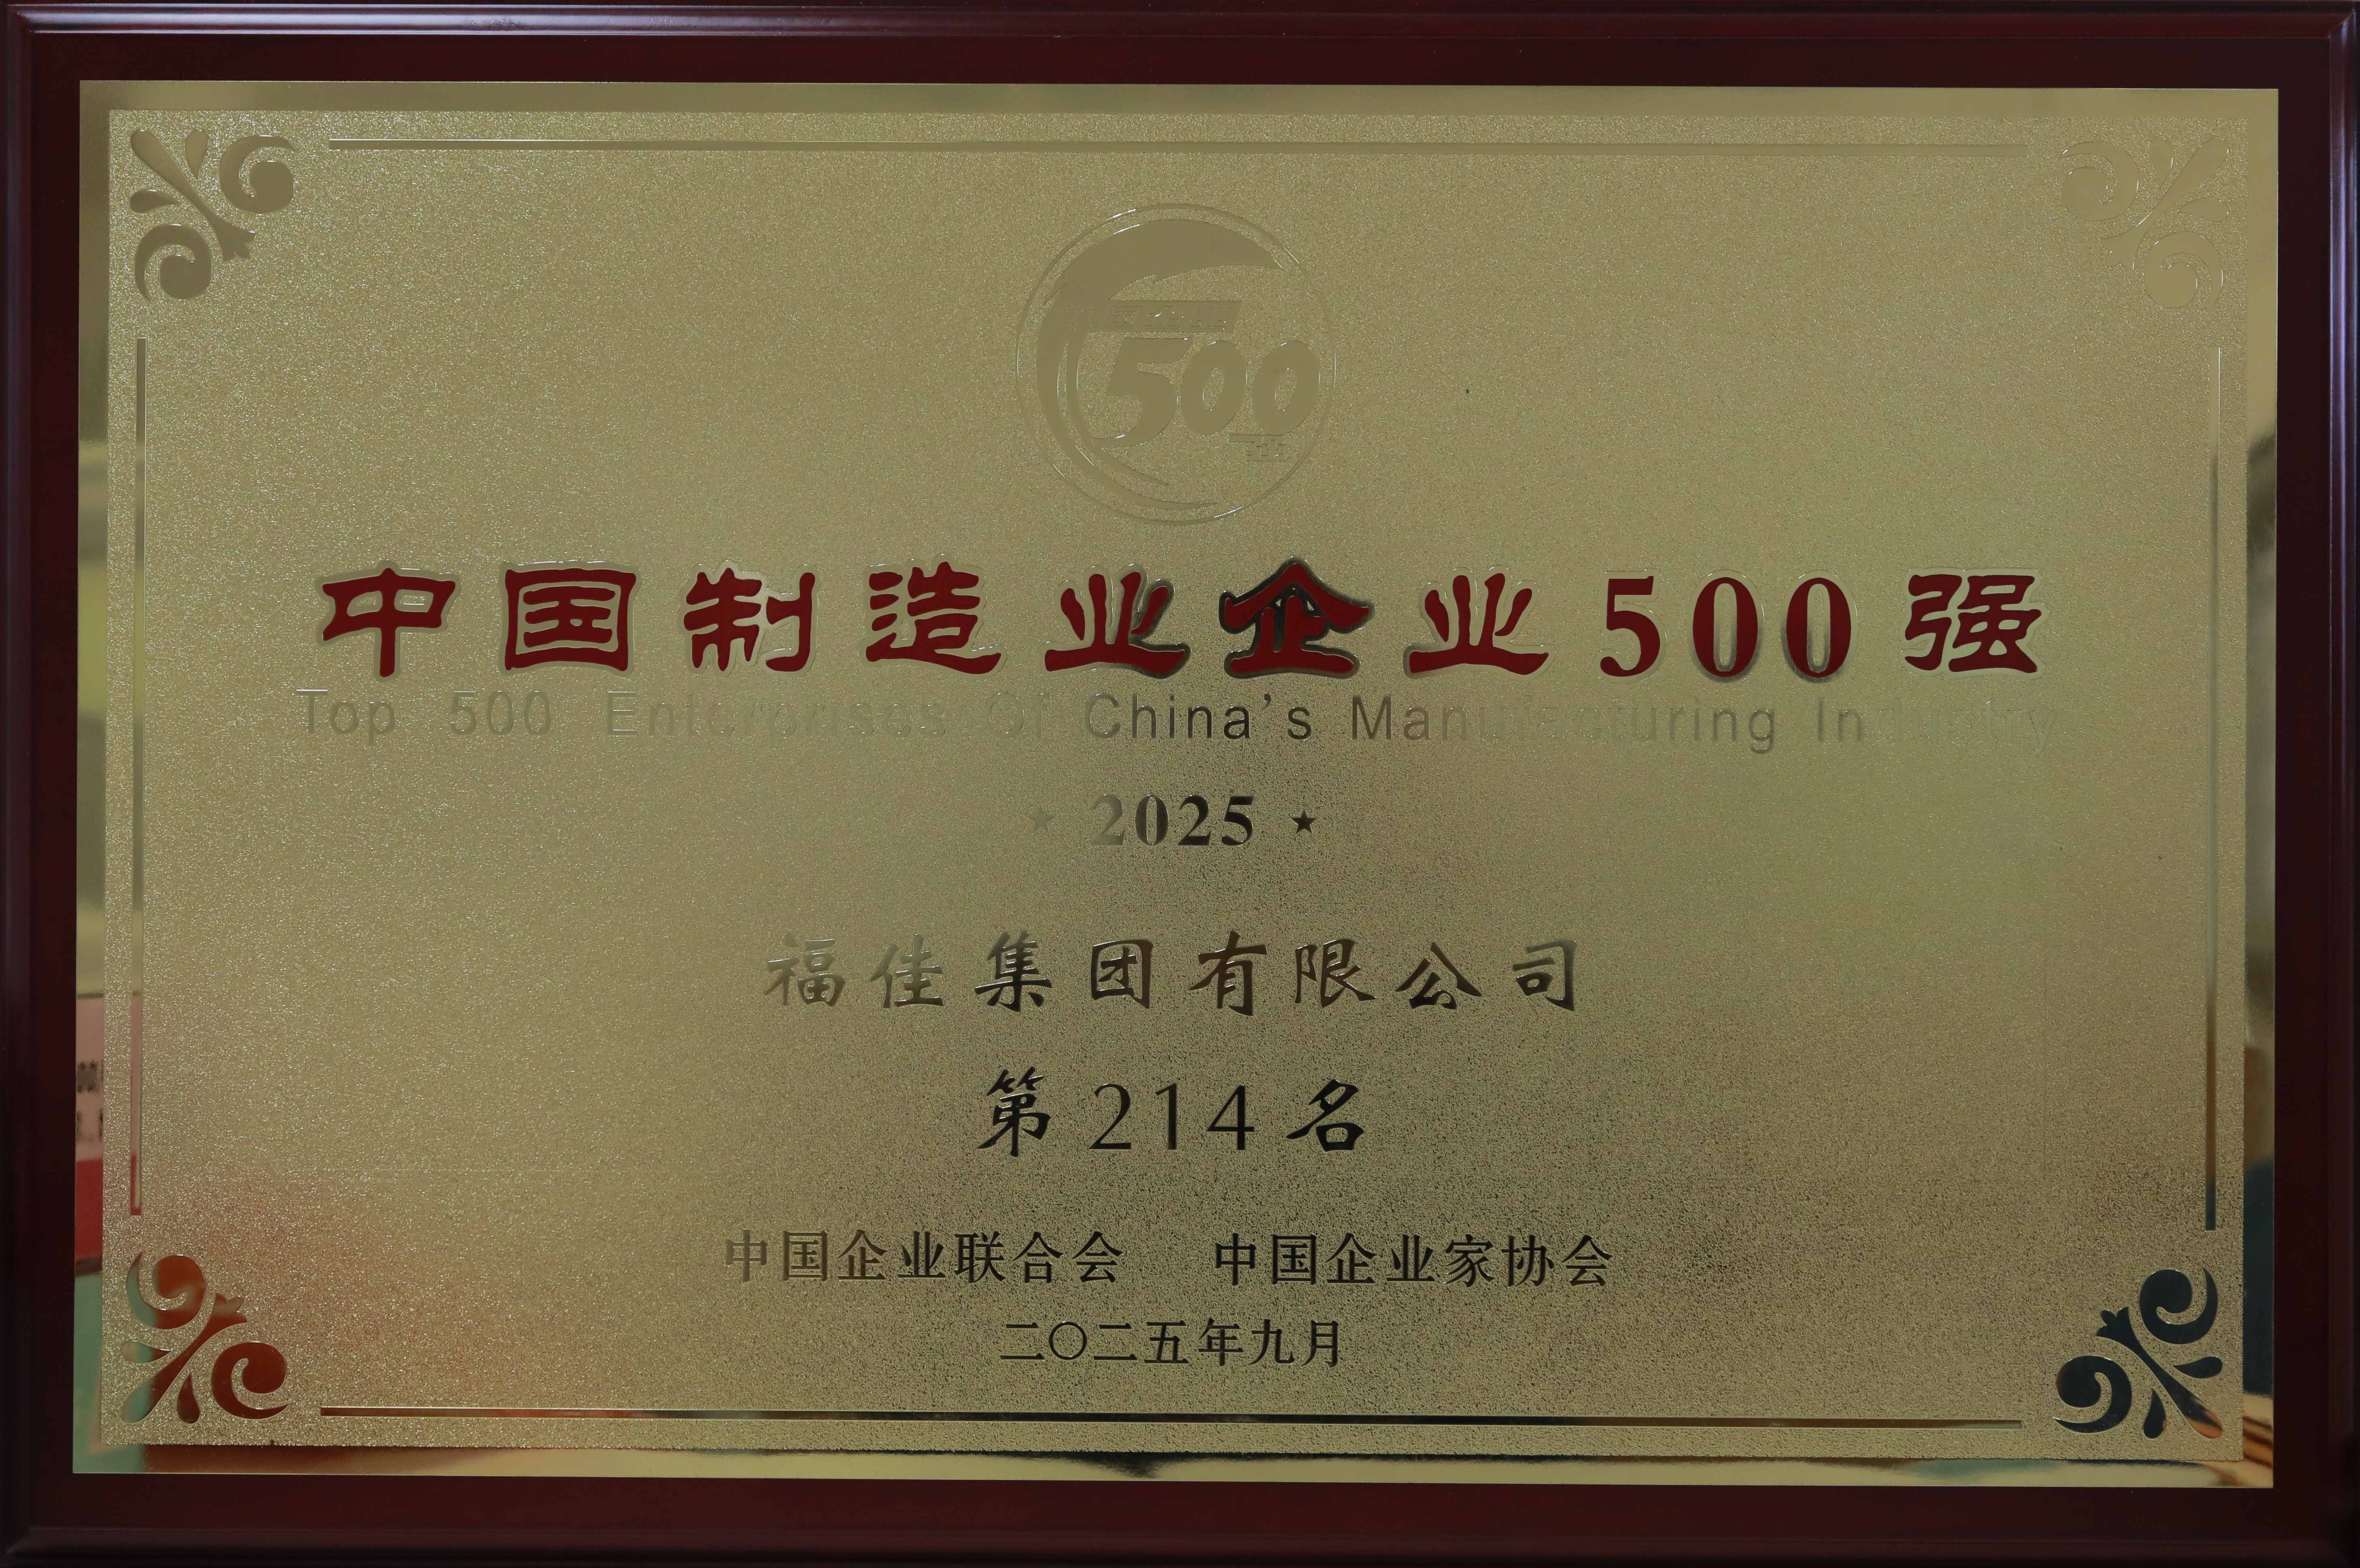 500
中国制造业企业500强
Top 500 Enterprises Of China's Manufacturing Industry
★ 2025 ★
福佳集团有限公司
第214名
中国企业联合会 中国企业家协会
二〇二五年九月